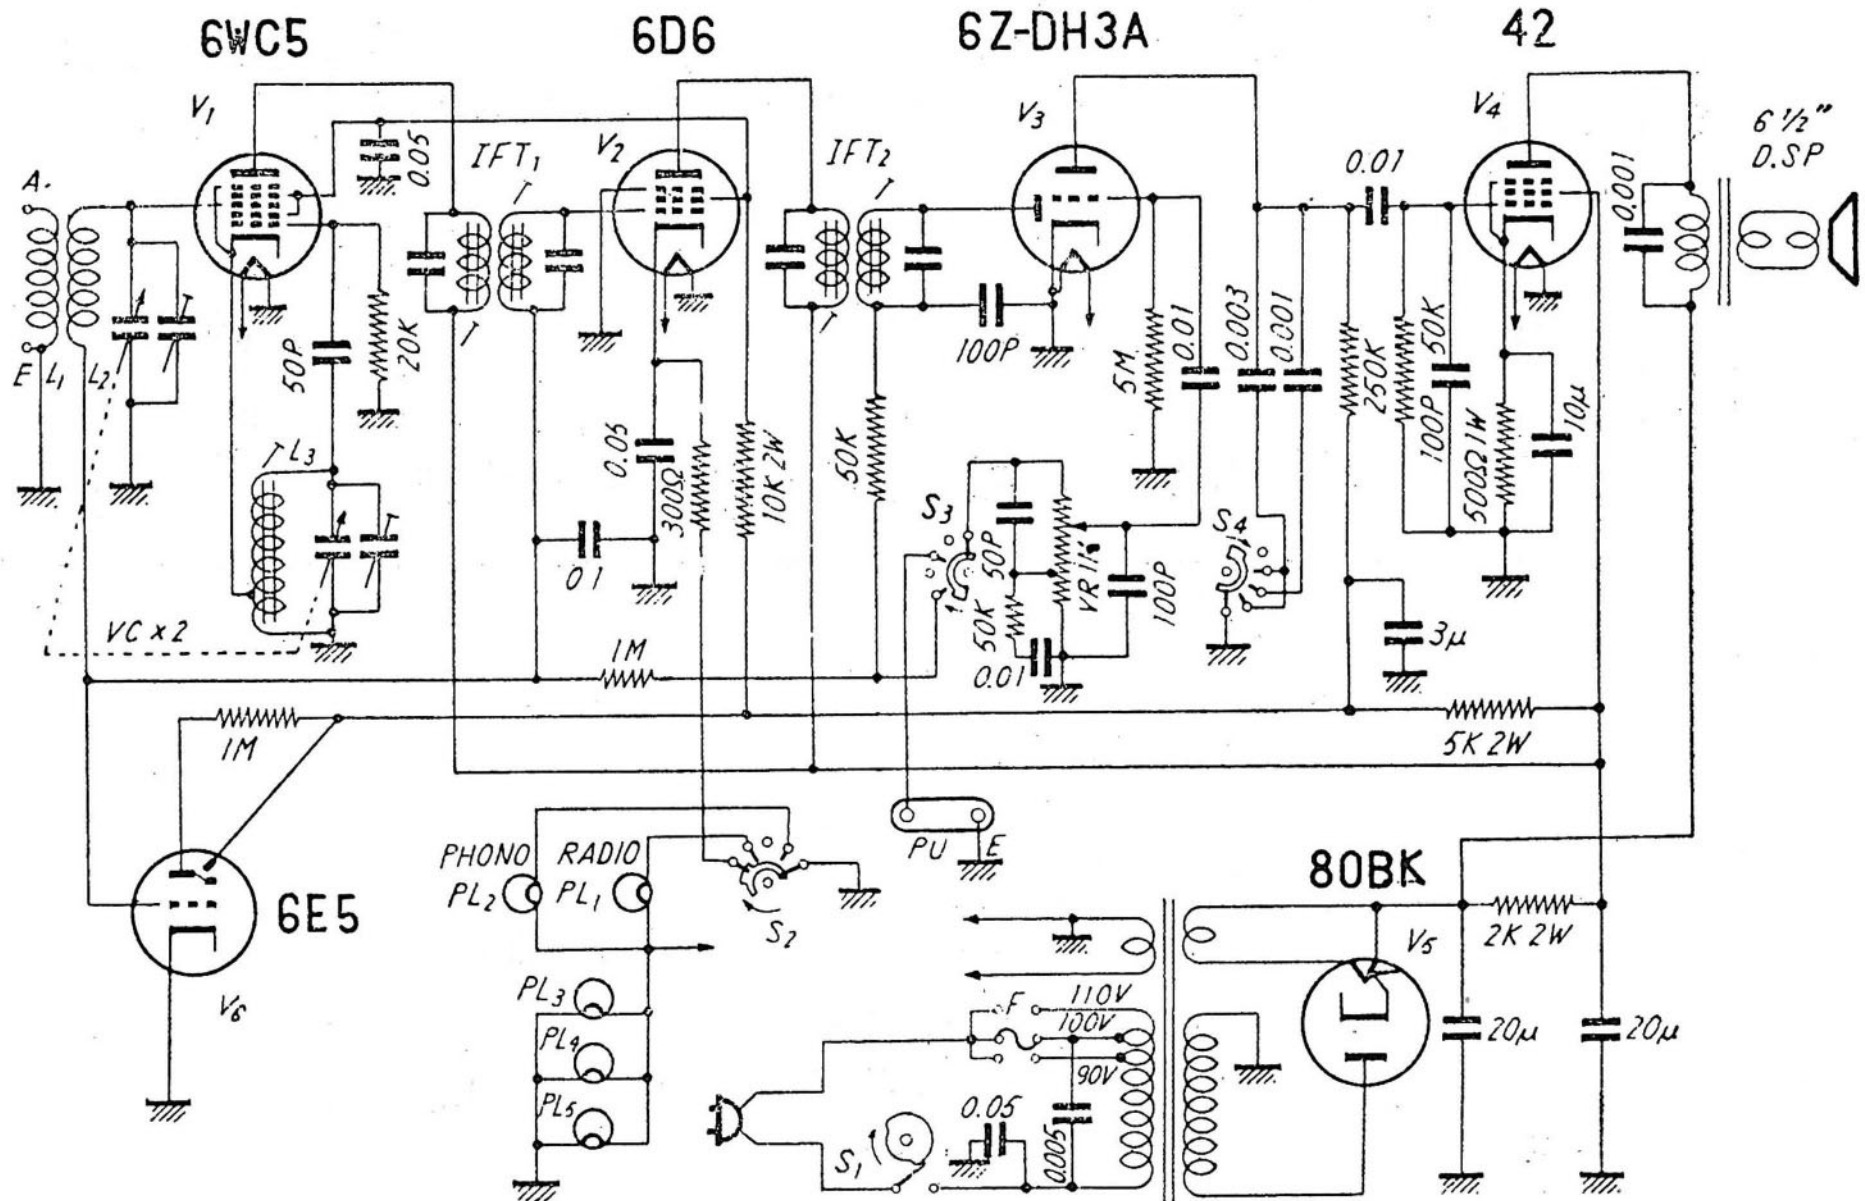 6WC5
6D6
6Z-DH3A
42
V1
V2
V3
V4
6 1/2"
D.SP
A.
0.05
IFT1
IFT2
0.01
0.001
E
L1
L2
50P
20K
100P
5M
0.01
0.003
0.001
250K
50K
100P
500Ω 1W
10μ
L3
0.05
300Ω
10K 2W
50K
S3
50P
50K
100P
S4
01
VC x 2
1M
0.01
3μ
1M
5K 2W
PHONO
RADIO
PL2
PL1
S2
PU
E
80BK
6E5
V6
V5
2K 2W
PL3
PL4
PL5
F
110V
100V
90V
20μ
20μ
0.05
0.005
S1